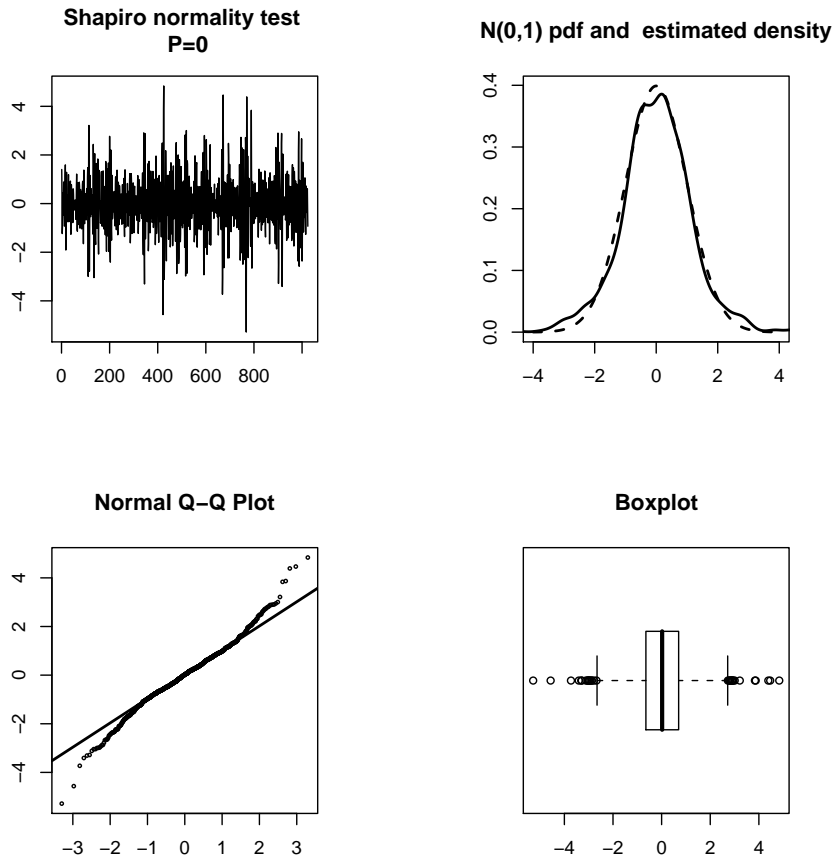 Shapiro normality test
P=0
4
2
0
−2
−4
0 200 400 600 800
N(0,1) pdf and estimated density
0.4
0.3
0.2
0.1
0.0
−4 −2 0 2 4
Normal Q−Q Plot
4
2
0
−2
−4
−3 −2 −1 0 1 2 3
Boxplot
−4 −2 0 2 4